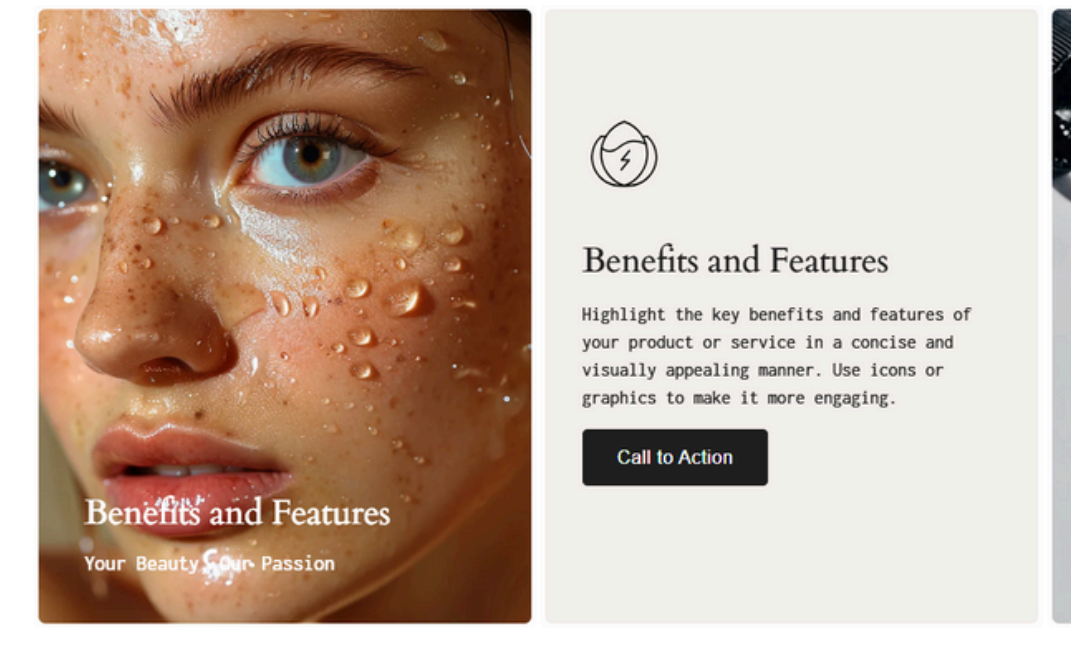 Benefits and Features
Your Beauty, Our Passion
Benefits and Features
Highlight the key benefits and features of
your product or service in a concise and
visually appealing manner. Use icons or
graphics to make it more engaging.
Call to Action